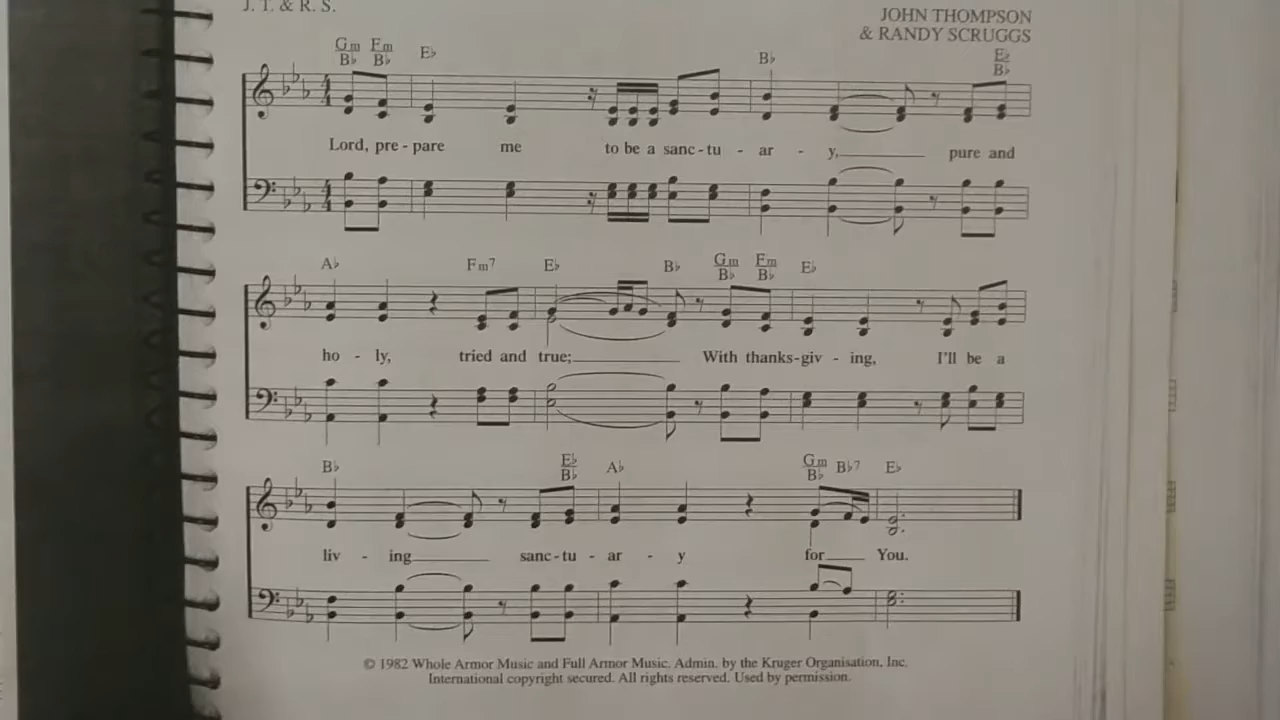 J. T. & R. S.
JOHN THOMPSON
& RANDY SCRUGGS
Gm Fm E♭ B♭ E♭
B♭ B♭ B♭
Lord, pre - pare me to be a sanc - tu - ar - y, pure and
A♭ Fm7 E♭ B♭ Gm Fm E♭
B♭ B♭
ho - ly, tried and true; With thanks - giv - ing, I'll be a
B♭ E♭ A♭ Gm B♭7 E♭
B♭ B♭
liv - ing sanc - tu - ar - y for You.
© 1982 Whole Armor Music and Full Armor Music. Admin. by the Kruger Organisation, Inc.
International copyright secured. All rights reserved. Used by permission.